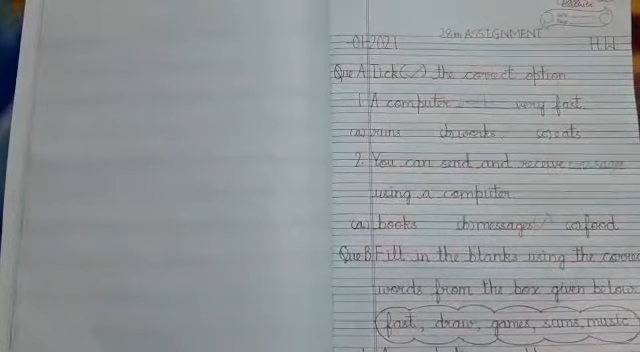 28th ASSIGNMENT
-01-2021 H.W
Que A Tick(✓) the correct option
1. A computer very fast
(a) runs (b) works (c) eats
2. You can send and receive message
using a computer
(a) books (b) messages(✓) (c) food
Que B Fill in the blanks using the correc
words from the box given below
fast, draw, games, sums, music